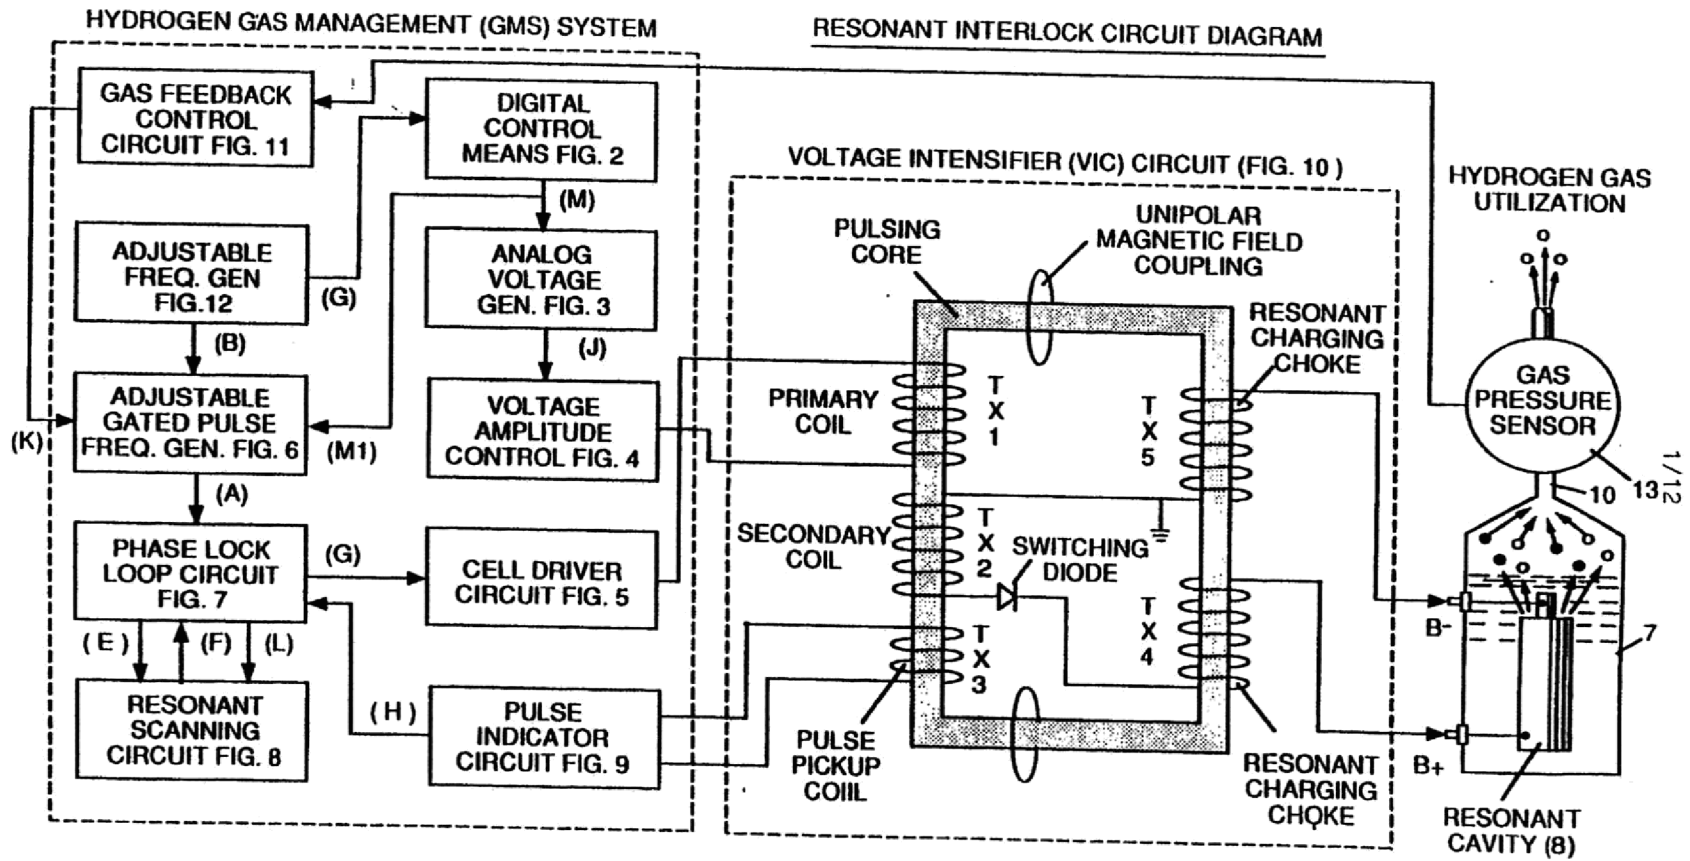 HYDROGEN GAS MANAGEMENT (GMS) SYSTEM
RESONANT INTERLOCK CIRCUIT DIAGRAM
GAS FEEDBACK
CONTROL
CIRCUIT FIG. 11
DIGITAL
CONTROL
MEANS FIG. 2
(M)
ADJUSTABLE
FREQ. GEN
FIG.12
(G)
ANALOG
VOLTAGE
GEN. FIG. 3
(B)
(J)
ADJUSTABLE
GATED PULSE
FREQ. GEN. FIG. 6
(K)
(M1)
VOLTAGE
AMPLITUDE
CONTROL FIG. 4
(A)
PHASE LOCK
LOOP CIRCUIT
FIG. 7
(G)
CELL DRIVER
CIRCUIT FIG. 5
(E)
(F)
(L)
RESONANT
SCANNING
CIRCUIT FIG. 8
(H)
PULSE
INDICATOR
CIRCUIT FIG. 9
VOLTAGE INTENSIFIER (VIC) CIRCUIT (FIG. 10)
PULSING
CORE
UNIPOLAR
MAGNETIC FIELD
COUPLING
RESONANT
CHARGING
CHOKE
PRIMARY
COIL
T
X
1
T
X
5
SECONDARY
COIL
T
X
2
SWITCHING
DIODE
T
X
4
T
X
3
PULSE
PICKUP
COIIL
RESONANT
CHARGING
CHOKE
HYDROGEN GAS
UTILIZATION
GAS
PRESSURE
SENSOR
10
13
1/12
B-
7
B+
RESONANT
CAVITY (8)